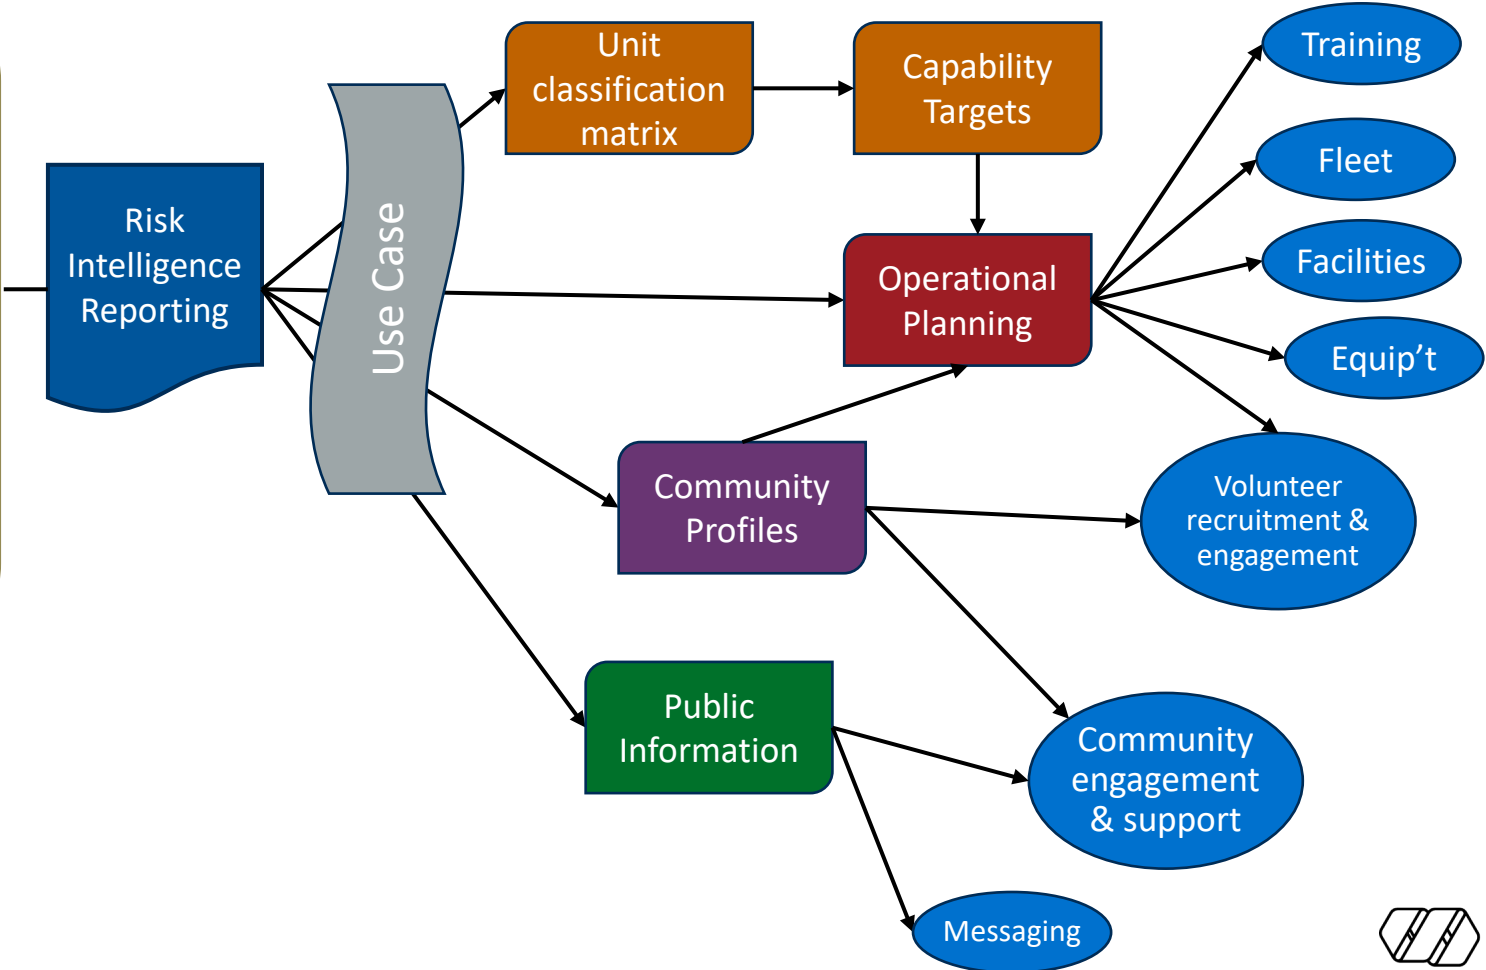 Risk
Intelligence
Reporting
Use Case
Unit
classification
matrix
Capability
Targets
Operational
Planning
Community
Profiles
Public
Information
Training
Fleet
Facilities
Equip’t
Volunteer
recruitment &
engagement
Community
engagement
& support
Messaging